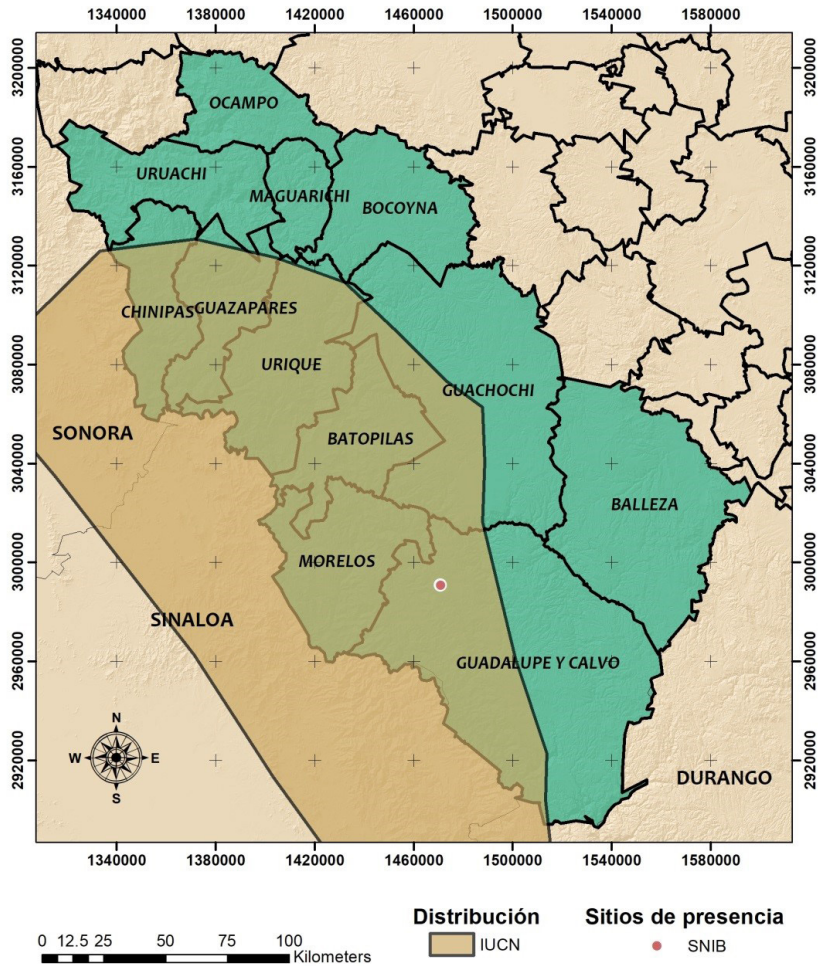 1340000 1380000 1420000 1460000 1500000 1540000 1580000
3200000 3200000
3160000 3160000
3120000 3120000
3080000 3080000
3040000 3040000
3000000 3000000
2960000 2960000
2920000 2920000
OCAMPO
URUACHI
MAGUARICHI
BOCOYNA
CHINIPAS
GUAZAPARES
URIQUE
GUACHOCHI
SONORA
BATOPILAS
BALLEZA
MORELOS
SINALOA
GUADALUPE Y CALVO
DURANGO
N
W E
S
1340000 1380000 1420000 1460000 1500000 1540000 1580000
Distribución
IUCN
Sitios de presencia
SNIB
0 12.5 25 50 75 100
Kilometers